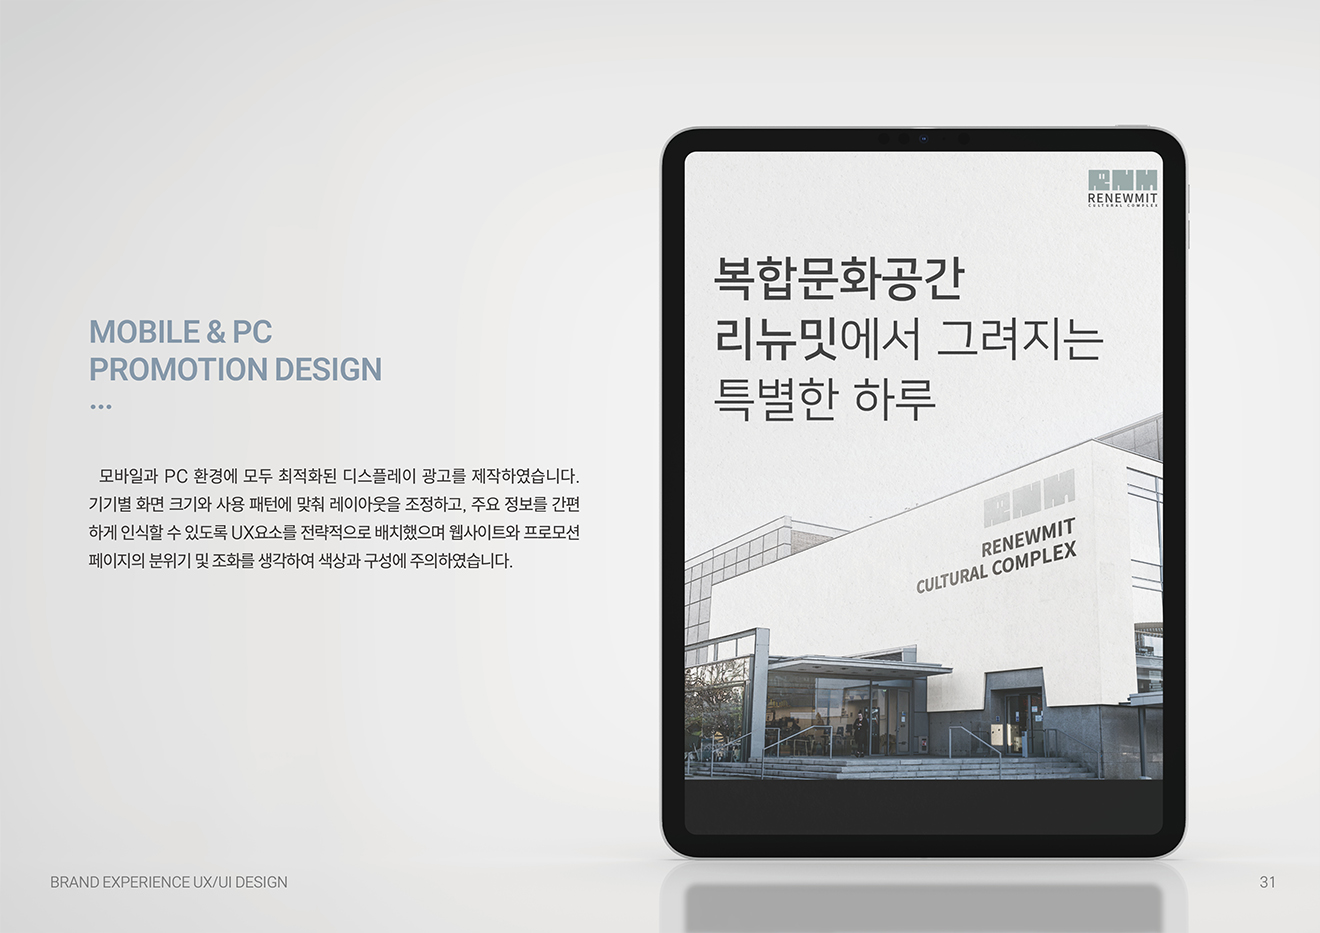 MOBILE & PC
PROMOTION DESIGN
...
모바일과 PC 환경에 모두 최적화된 디스플레이 광고를 제작하였습니다.
기기별 화면 크기와 사용 패턴에 맞춰 레이아웃을 조정하고, 주요 정보를 간편
하게 인식할 수 있도록 UX요소를 전략적으로 배치했으며 웹사이트와 프로모션
페이지의 분위기 및 조화를 생각하여 색상과 구성에 주의하였습니다.
RNM
RENEWMIT
CULTURAL COMPLEX
복합문화공간
리뉴밋에서 그려지는
특별한 하루
RNM
RENEWMIT
CULTURAL COMPLEX
BRAND EXPERIENCE UX/UI DESIGN
31